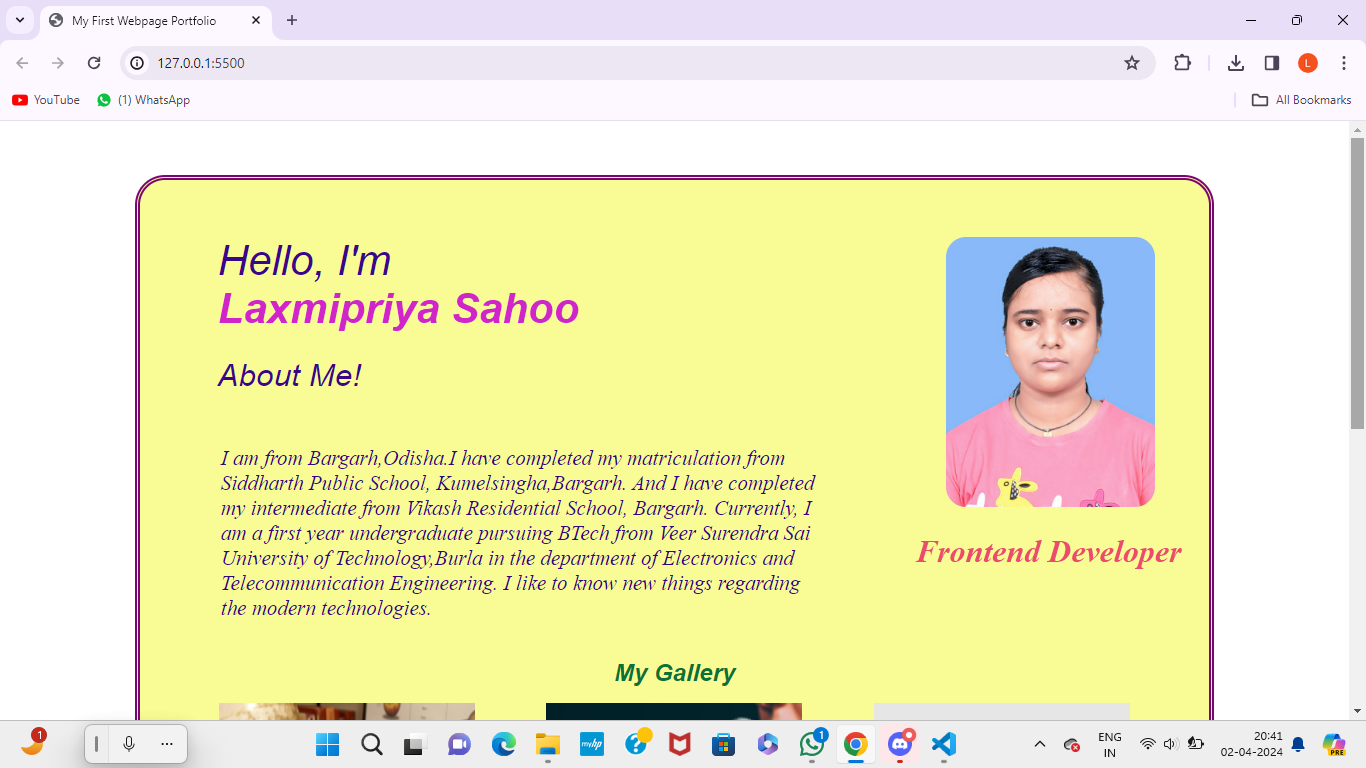 My First Webpage Portfolio
127.0.0.1:5500
YouTube
(1) WhatsApp
All Bookmarks
L
Hello, I'm
Laxmipriya Sahoo
About Me!
I am from Bargarh,Odisha.I have completed my matriculation from
Siddharth Public School, Kumelsingha,Bargarh. And I have completed
my intermediate from Vikash Residential School, Bargarh. Currently, I
am a first year undergraduate pursuing BTech from Veer Surendra Sai
University of Technology,Burla in the department of Electronics and
Telecommunication Engineering. I like to know new things regarding
the modern technologies.
Frontend Developer
My Gallery
1
myhp
?
1
ENG
IN
20:41
02-04-2024
PRE